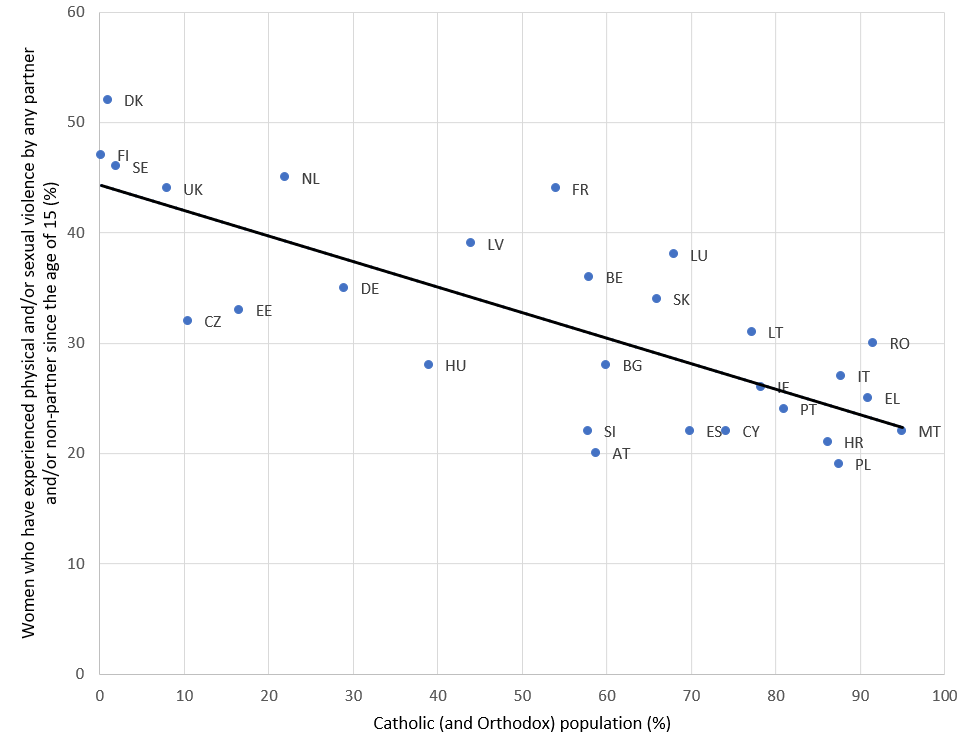 Women who have experienced physical and/or sexual violence by any partner
and/or non-partner since the age of 15 (%)
60
50
40
30
20
10
0
DK
FI
SE
UK
NL
FR
LV
LU
BE
DE
SK
EE
CZ
LT
RO
HU
BG
IT
IE
EL
PT
SI
ES
CY
MT
HR
AT
PL
0 10 20 30 40 50 60 70 80 90 100
Catholic (and Orthodox) population (%)